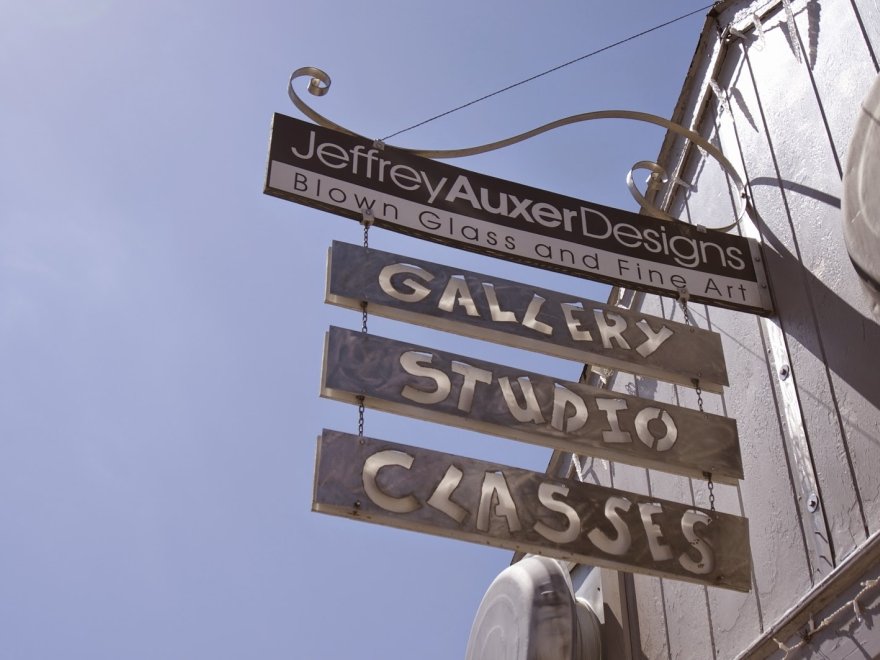 JeffreyAuxerDesigns
Blown Glass and Fine Art
GALLERY
STUDIO
CLASSES